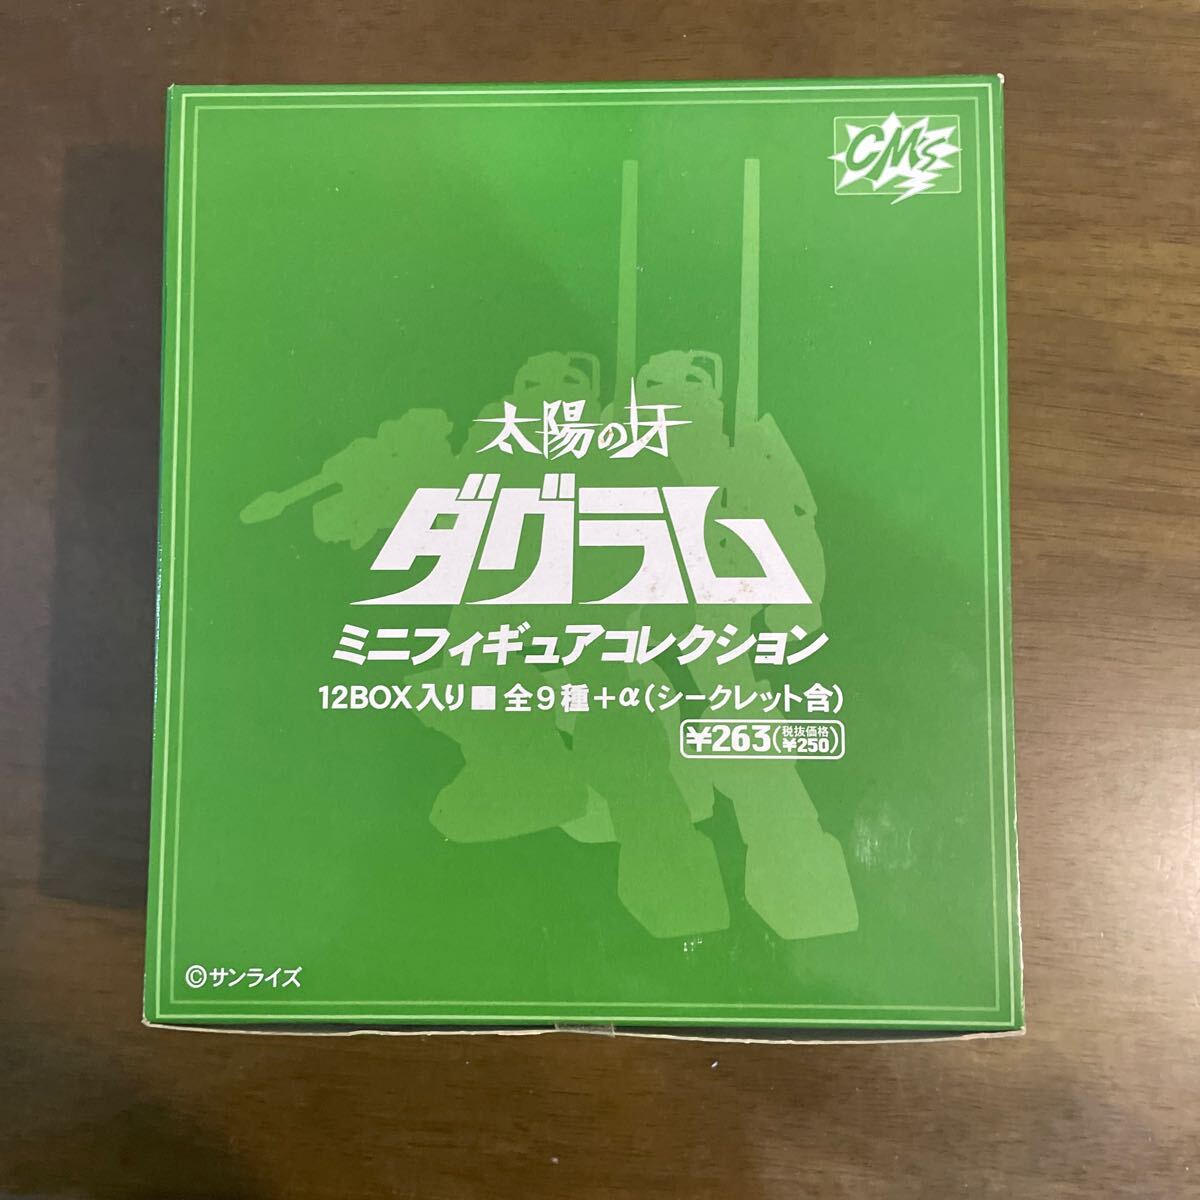 CM's
太陽の牙
ダグラム
ミニフィギュアコレクション
12BOX入り■全9種+α(シークレット含)
¥263(税抜価格 ¥250)
©サンライズ